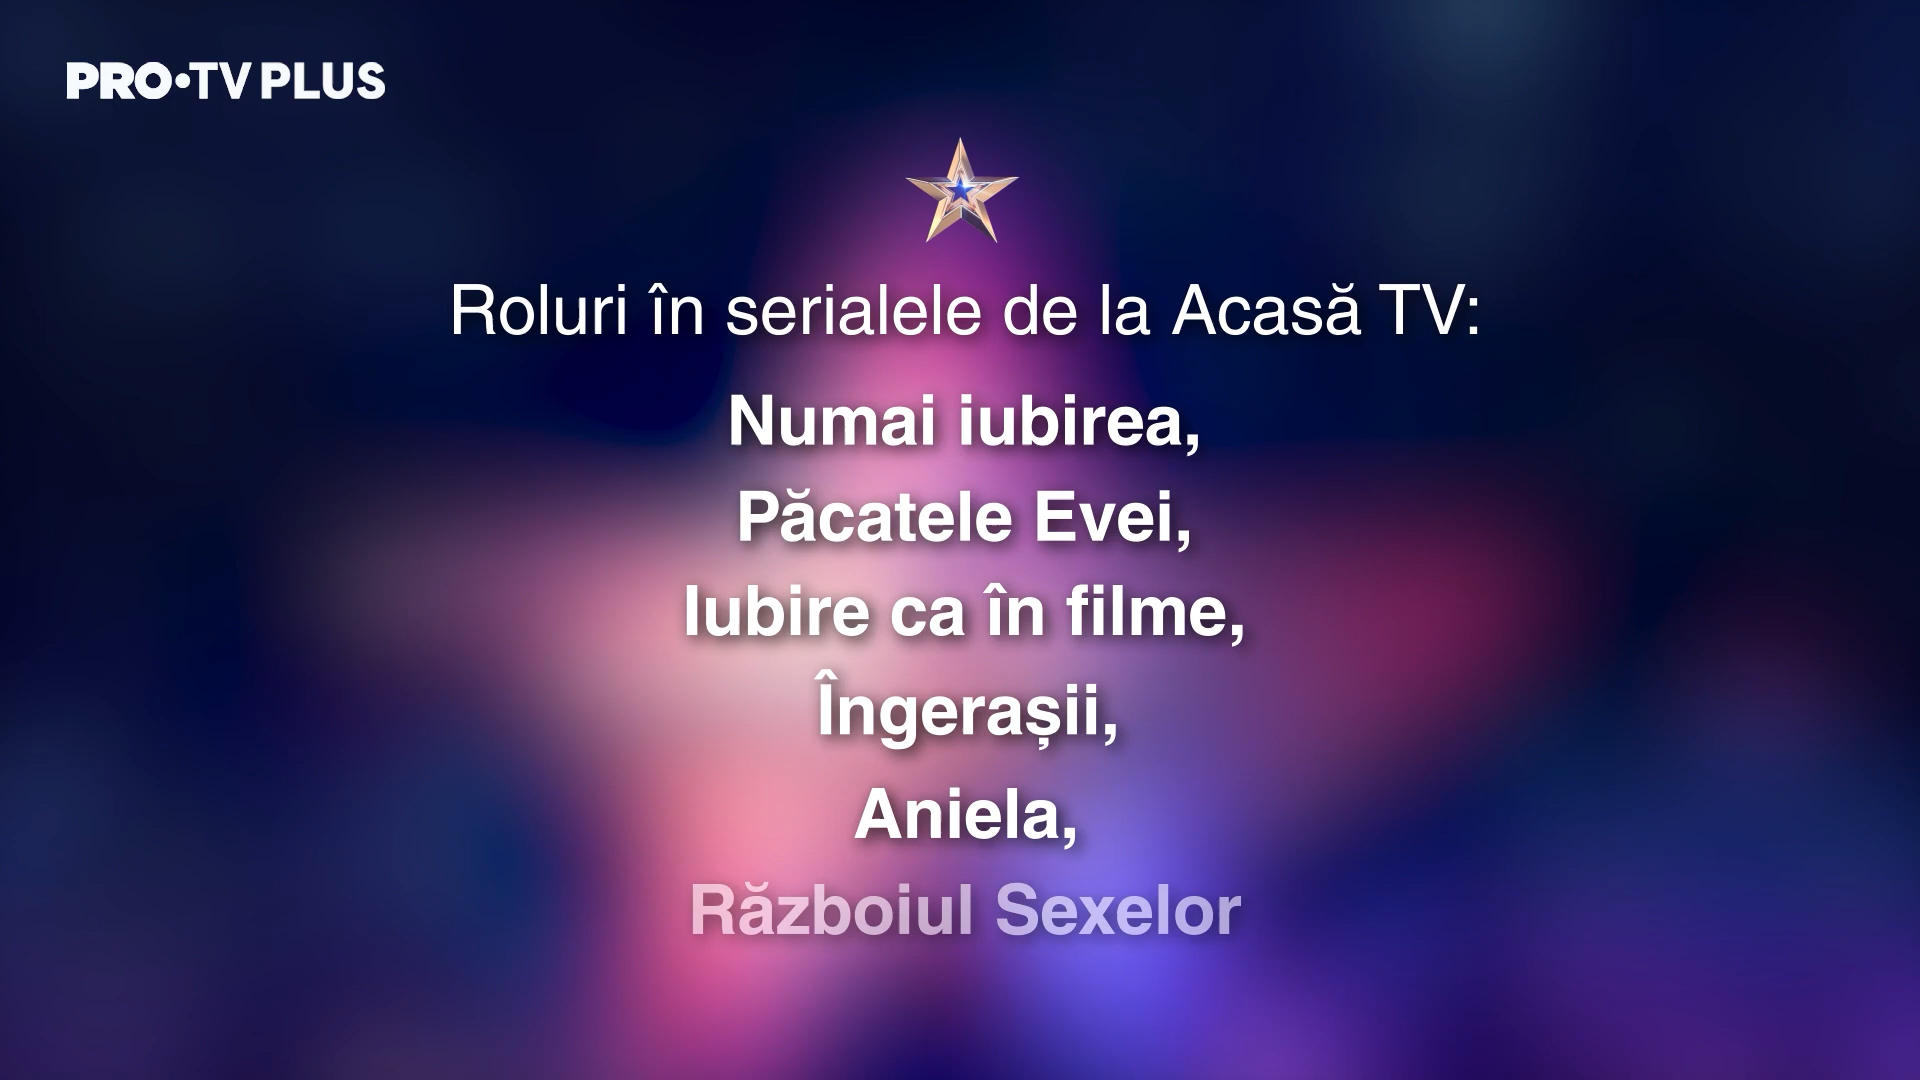 PRO•TV PLUS
Roluri în serialele de la Acasă TV:
Numai iubirea,
Păcatele Evei,
Iubire ca în filme,
Îngerașii,
Aniela,
Războiul Sexelor